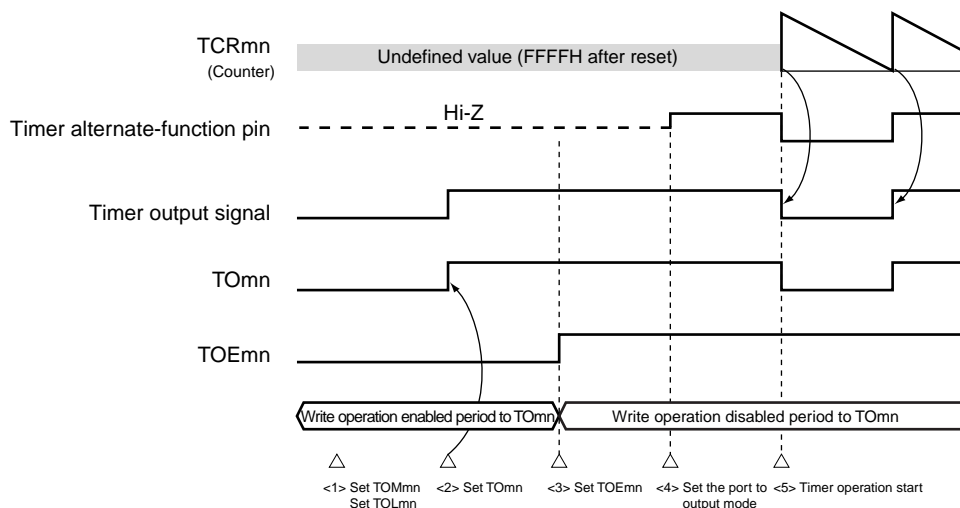 TCRmn
(Counter)
Undefined value (FFFFH after reset)
Hi-Z
Timer alternate-function pin
Timer output signal
TOmn
TOEmn
Write operation enabled period to TOmn
Write operation disabled period to TOmn
<1> Set TOMmn
Set TOLmn
<2> Set TOmn
<3> Set TOEmn
<4> Set the port to
output mode
<5> Timer operation start